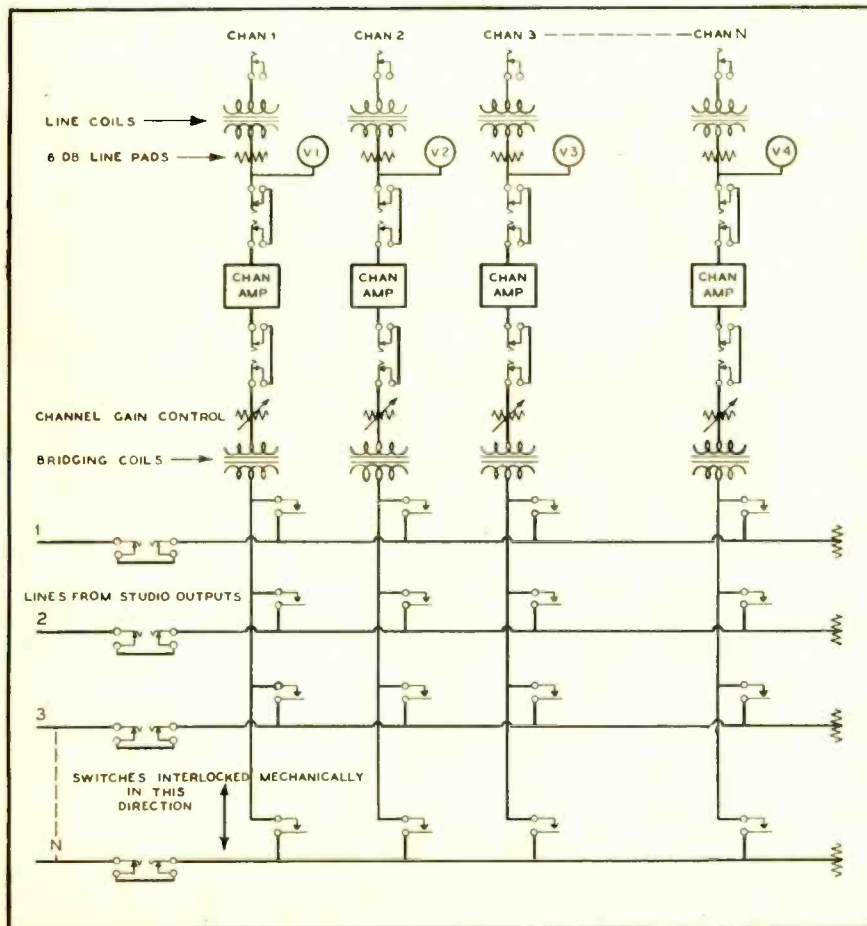 CHAN 1 CHAN 2 CHAN 3 CHAN N
LINE COILS
6 DB LINE PADS
V1 V2 V3 V4
CHAN AMP
CHAN AMP
CHAN AMP
CHAN AMP
CHANNEL GAIN CONTROL
BRIDGING COILS
1
LINES FROM STUDIO OUTPUTS
2
3
SWITCHES INTERLOCKED MECHANICALLY
IN THIS
DIRECTION
N